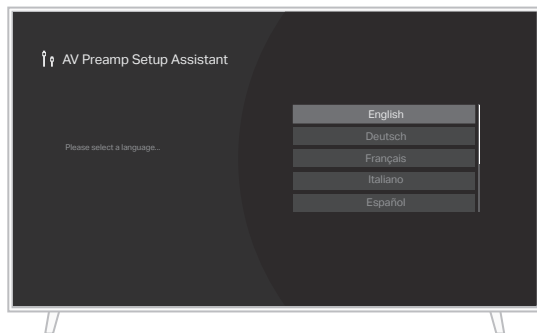 AV Preamp Setup Assistant
Please select a language...
English
Deutsch
Français
Italiano
Español